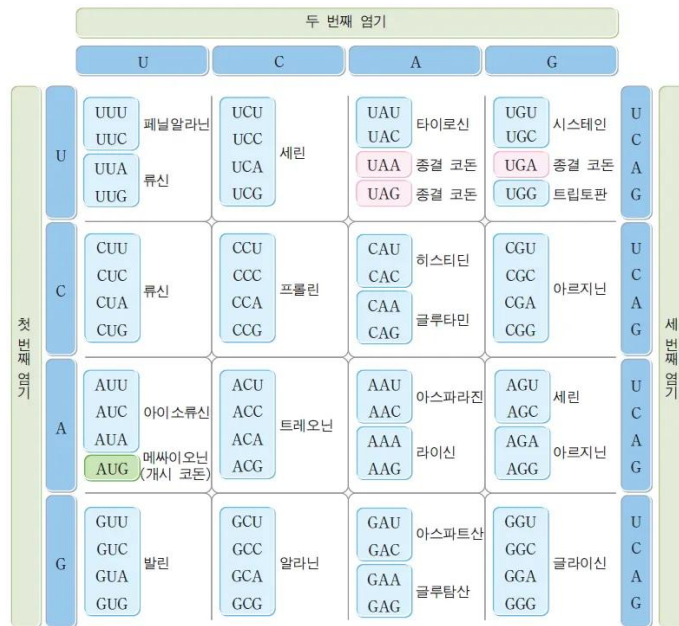 두 번째 염기
U C A G
첫 번째 염기
세 번째 염기
U
UUU
UUC
페닐알라닌
UUA
UUG
류신
UCU
UCC
UCA
UCG
세린
UAU
UAC
타이로신
UAA 종결 코돈
UAG 종결 코돈
UGU
UGC
시스테인
UGA 종결 코돈
UGG 트립토판
U
C
A
G
C
CUU
CUC
CUA
CUG
류신
CCU
CCC
CCA
CCG
프롤린
CAU
CAC
히스티딘
CAA
CAG
글루타민
CGU
CGC
CGA
CGG
아르지닌
U
C
A
G
A
AUU
AUC
AUA
아이소류신
AUG
메싸이오닌
(개시 코돈)
ACU
ACC
ACA
ACG
트레오닌
AAU
AAC
아스파라진
AAA
AAG
라이신
AGU
AGC
세린
AGA
AGG
아르지닌
U
C
A
G
G
GUU
GUC
GUA
GUG
발린
GCU
GCC
GCA
GCG
알라닌
GAU
GAC
아스파트산
GAA
GAG
글루탐산
GGU
GGC
GGA
GGG
글라이신
U
C
A
G